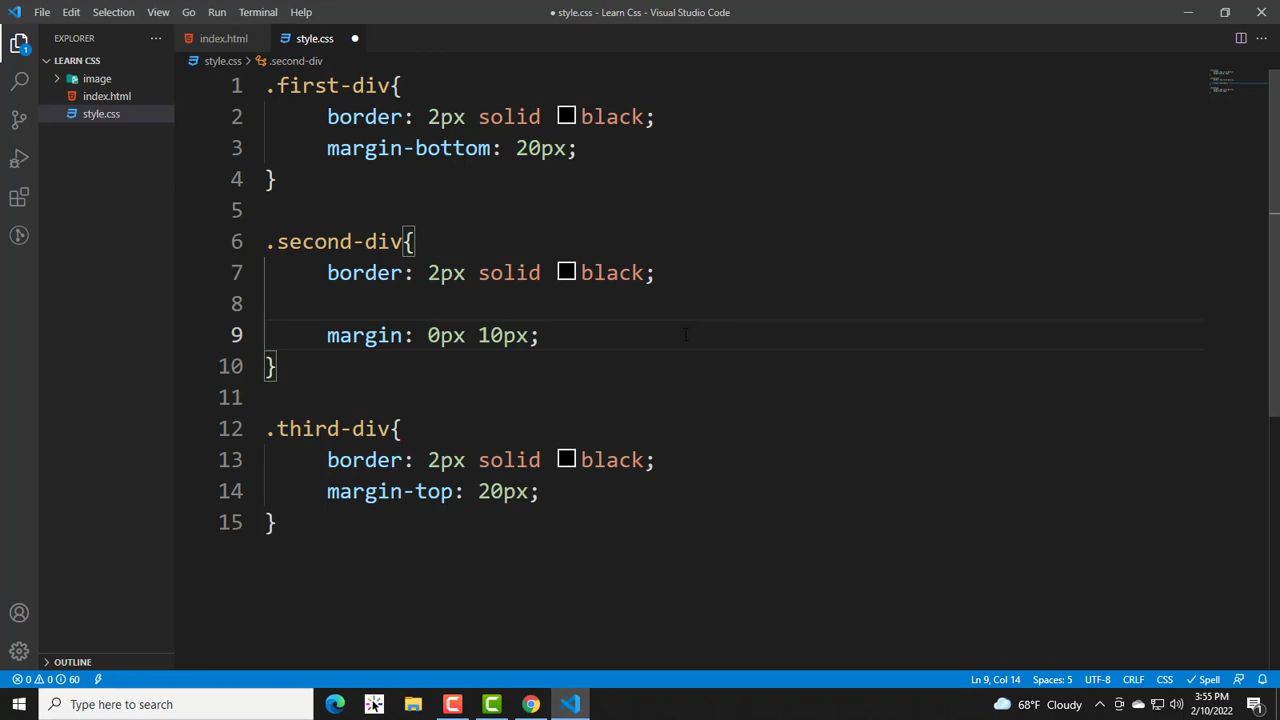 File Edit Selection View Go Run Terminal Help
● style.css - Learn Css - Visual Studio Code
EXPLORER
index.html
style.css
LEARN CSS
style.css > .second-div
image
index.html
style.css
1 .first-div{
2 border: 2px solid black;
3 margin-bottom: 20px;
4 }
5
6 .second-div{
7 border: 2px solid black;
8
9 margin: 0px 10px;
10 }
11
12 .third-div{
13 border: 2px solid black;
14 margin-top: 20px;
15 }
OUTLINE
0 0 60
Ln 9, Col 14 Spaces: 5 UTF-8 CRLF CSS Spell
Type here to search
68°F Cloudy
3:55 PM
2/10/2022
1
1